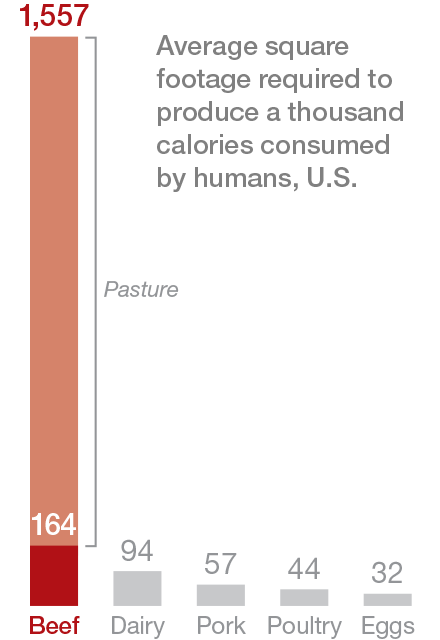 1,557
Average square
footage required to
produce a thousand
calories consumed
by humans, U.S.
Pasture
164
94
57
44
32
Beef
Dairy
Pork
Poultry
Eggs